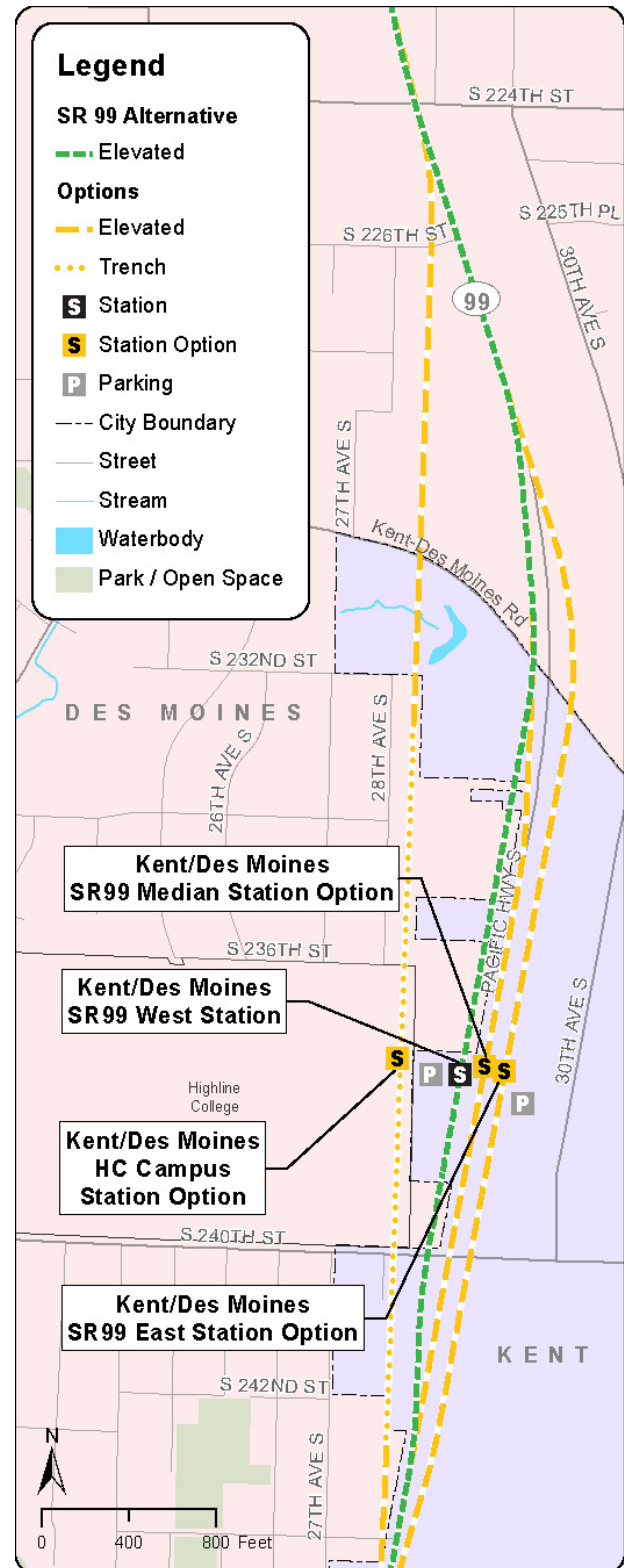 Legend
SR 99 Alternative
Elevated
Options
Elevated
Trench
S Station
S Station Option
P Parking
City Boundary
Street
Stream
Waterbody
Park / Open Space
S 224TH ST
S 225TH PL
S 226TH ST
30TH AVE S
99
27TH AVE S
Kent-Des Moines Rd
S 232ND ST
DES MOINES
26TH AVE S
28TH AVE S
Kent/Des Moines
SR99 Median Station Option
PACIFIC HWY S
S 236TH ST
Kent/Des Moines
SR99 West Station
30TH AVE S
S
P
S
S
S
P
Highline
College
Kent/Des Moines
HC Campus
Station Option
S 240TH ST
Kent/Des Moines
SR99 East Station Option
KENT
S 242ND ST
27TH AVE S
N
0 400 800 Feet